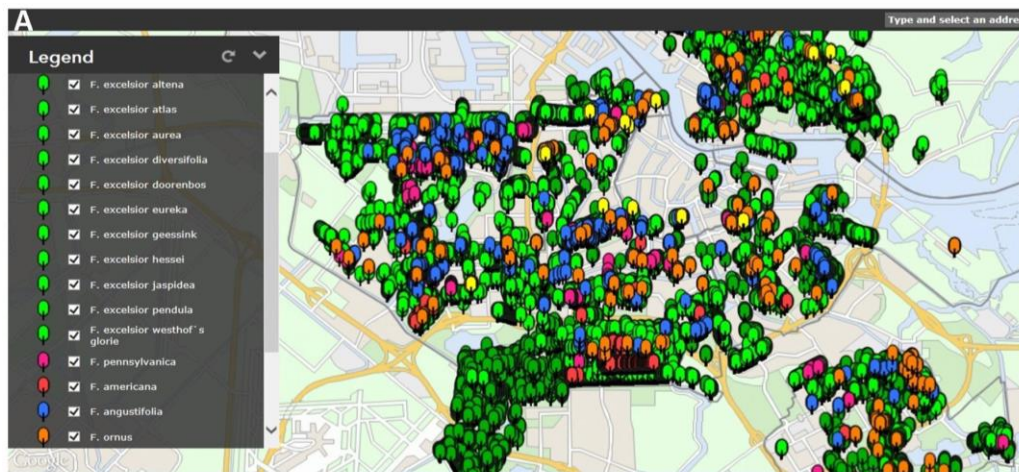 A
Type and select an addre
Legend
F. excelsior altena
F. excelsior atlas
F. excelsior aurea
F. excelsior diversifolia
F. excelsior doorenbos
F. excelsior eureka
F. excelsior geessink
F. excelsior hessei
F. excelsior jaspidea
F. excelsior pendula
F. excelsior westhof`s
glorie
F. pennsylvanica
F. americana
F. angustifolia
F. ornus
Google